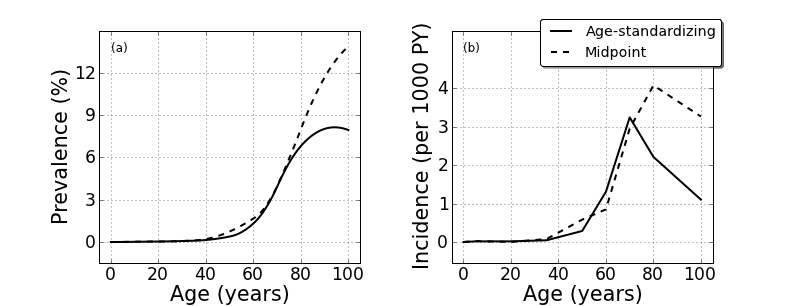 (a)
Prevalence (%)
12
9
6
3
0
0 20 40 60 80 100
Age (years)
(b)
Age-standardizing
Midpoint
Incidence (per 1000 PY)
4
3
2
1
0
0 20 40 60 80 100
Age (years)